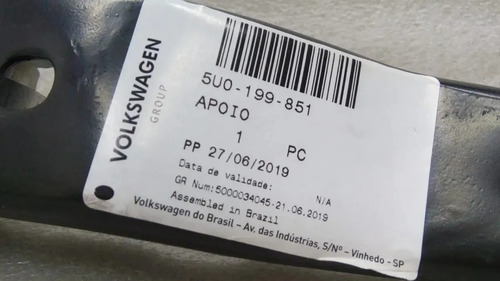 VOLKSWAGEN
GROUP
5U0-199-851
APOIO
1 PC
PP 27/06/2019
Data de validade: N/A
GR Num:5000034045-21.06.2019
Assembled in Brazil
Volkswagen do Brasil – Av. das Indústrias, S/Nº – Vinhedo – SP